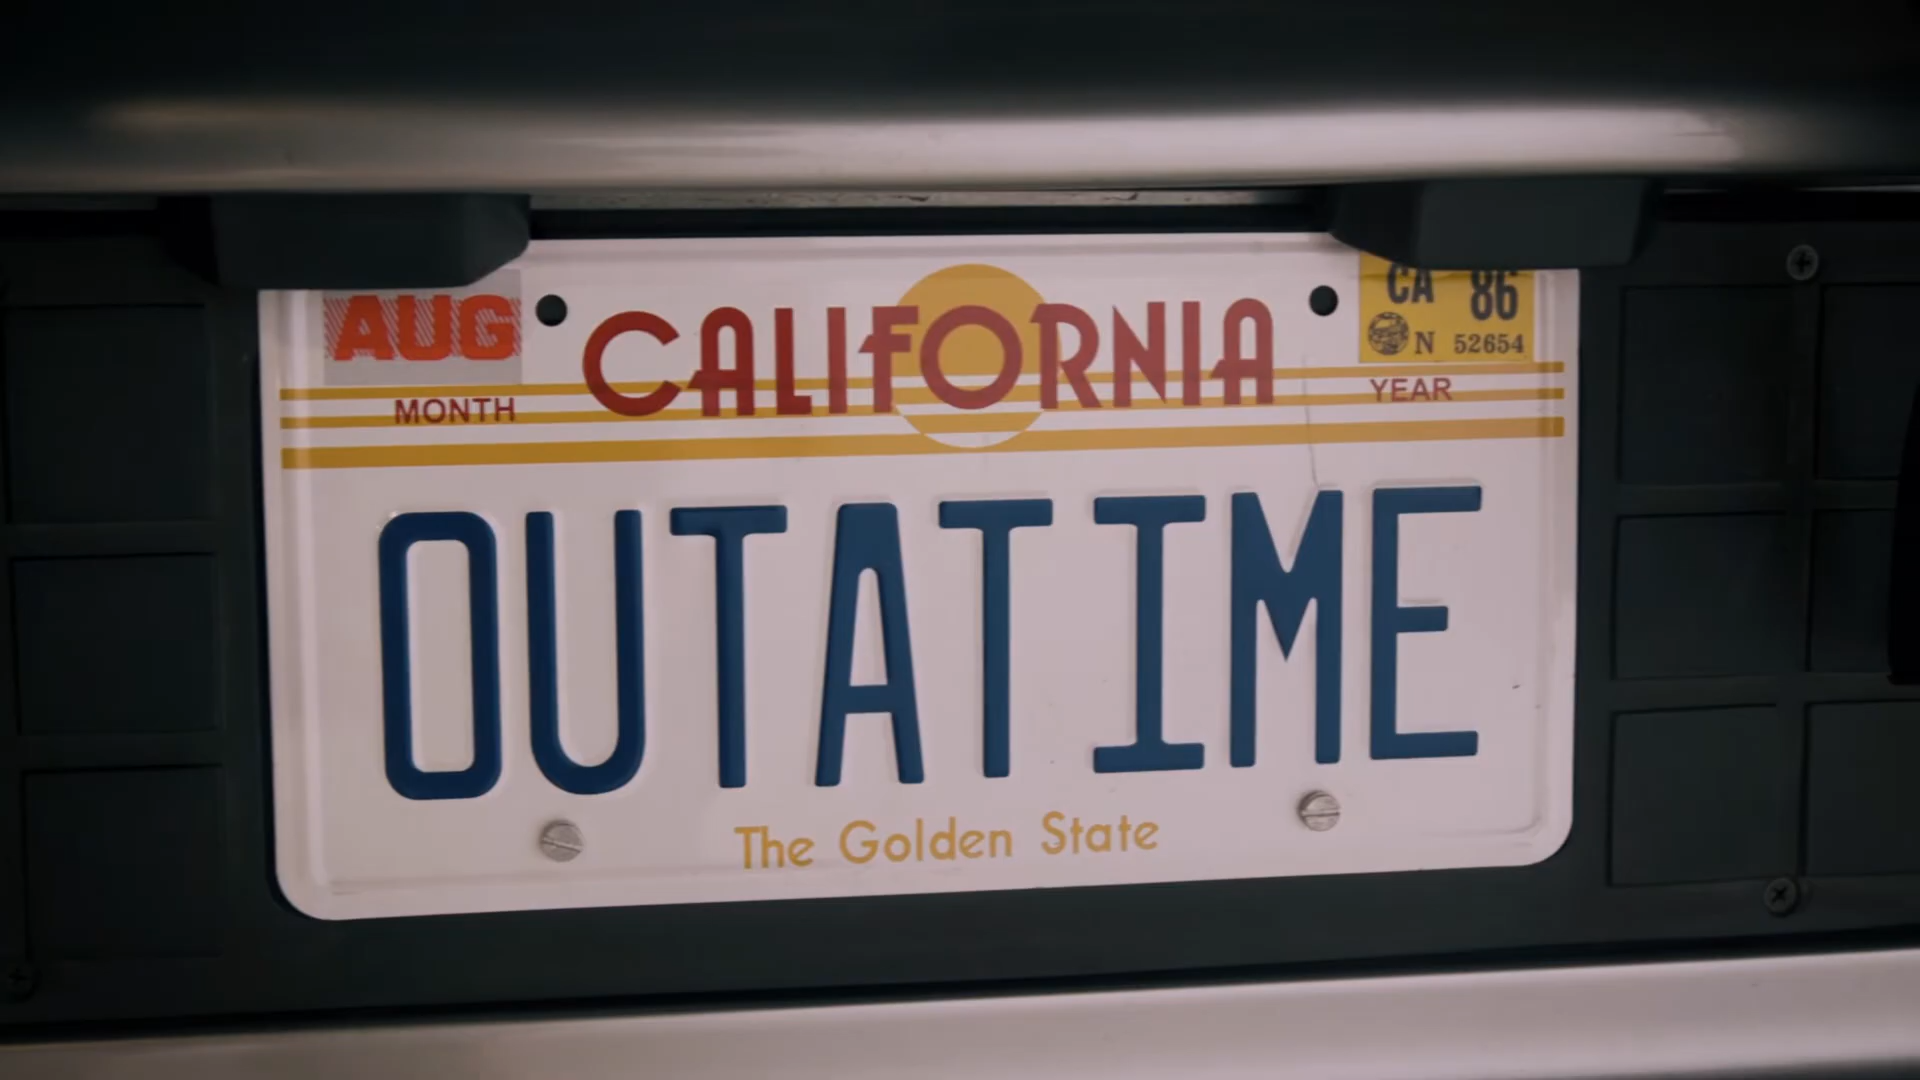 AUG
CALIFORNIA
CA 86
N 52654
MONTH
YEAR
OUTATIME
The Golden State